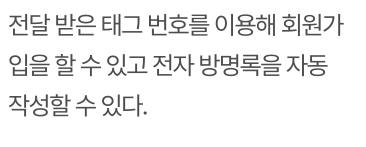 전달 받은 태그 번호를 이용해 회원가
입을 할 수 있고 전자 방명록을 자동
작성할 수 있다.